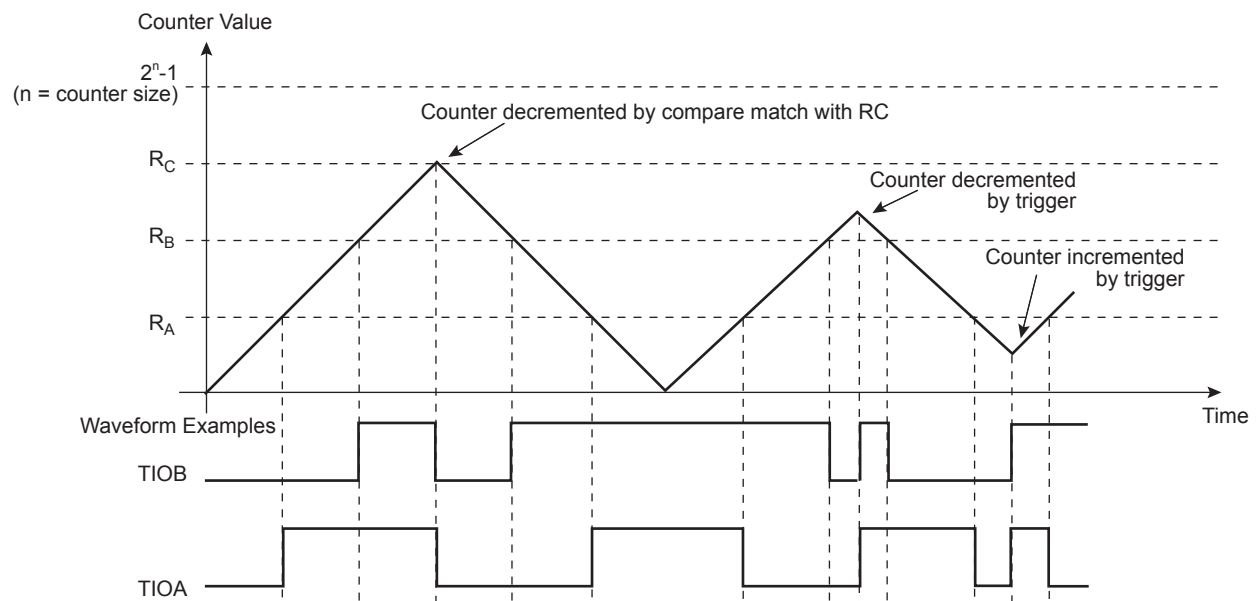 Counter Value
2ⁿ-1
(n = counter size)
Counter decremented by compare match with RC
R_C
Counter decremented
by trigger
R_B
Counter incremented
by trigger
R_A
Time
Waveform Examples
TIOB
TIOA